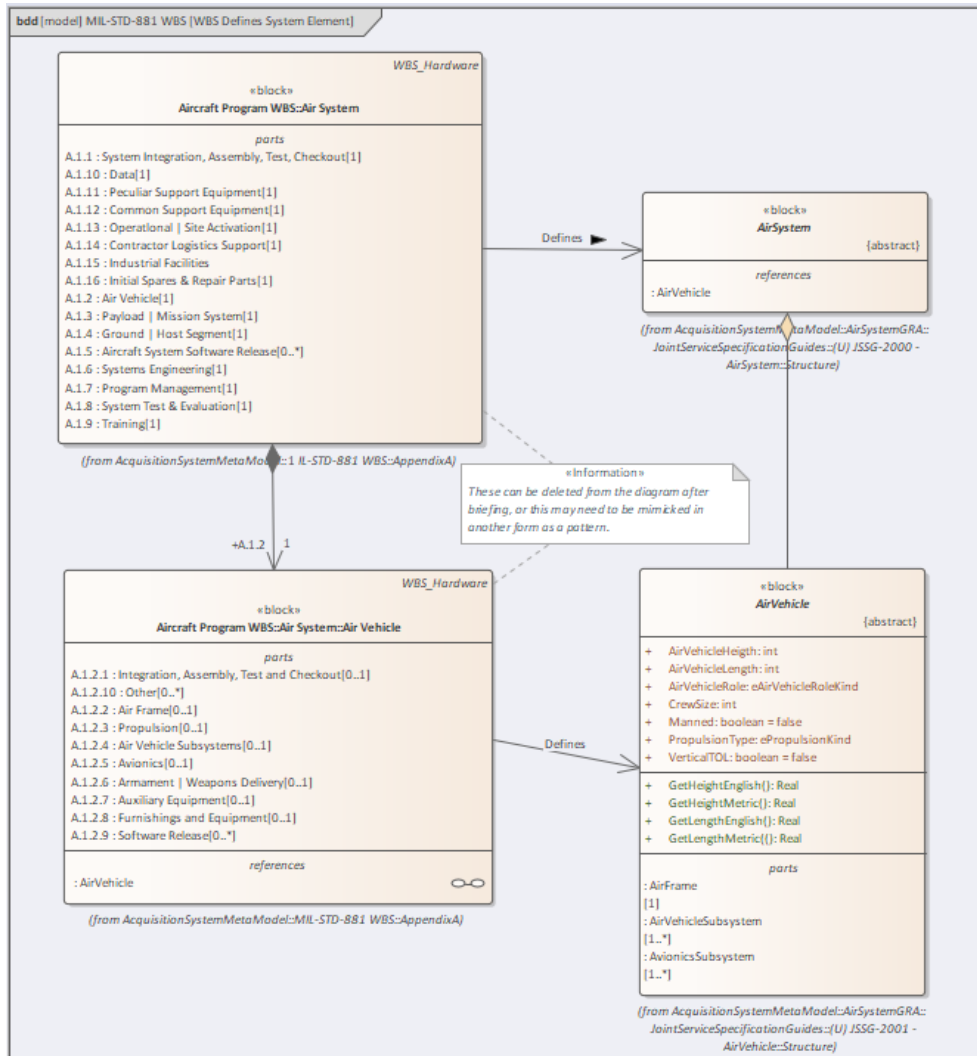 bdd [model] MIL-STD-881 WBS [WBS Defines System Element]
WBS_Hardware
«block»
Aircraft Program WBS::Air System
parts
A.1.1 : System Integration, Assembly, Test, Checkout[1]
A.1.10 : Data[1]
A.1.11 : Peculiar Support Equipment[1]
A.1.12 : Common Support Equipment[1]
A.1.13 : Operational | Site Activation[1]
A.1.14 : Contractor Logistics Support[1]
A.1.15 : Industrial Facilities
A.1.16 : Initial Spares & Repair Parts[1]
A.1.2 : Air Vehicle[1]
A.1.3 : Payload | Mission System[1]
A.1.4 : Ground | Host Segment[1]
A.1.5 : Aircraft System Software Release[0..*]
A.1.6 : Systems Engineering[1]
A.1.7 : Program Management[1]
A.1.8 : System Test & Evaluation[1]
A.1.9 : Training[1]
(from AcquisitionSystemMetaModel::1 IL-STD-881 WBS::AppendixA)
Defines
«block»
AirSystem
{abstract}
references
: AirVehicle
(from AcquisitionSystemMetaModel::AirSystemGRA::
JointServiceSpecificationGuides::(U) JSSG-2000 -
AirSystem::Structure)
«Information»
These can be deleted from the diagram after
briefing, or this may need to be mimicked in
another form as a pattern.
+A.1.2 1
WBS_Hardware
«block»
Aircraft Program WBS::Air System::Air Vehicle
parts
A.1.2.1 : Integration, Assembly, Test and Checkout[0..1]
A.1.2.10 : Other[0..*]
A.1.2.2 : Air Frame[0..1]
A.1.2.3 : Propulsion[0..1]
A.1.2.4 : Air Vehicle Subsystems[0..1]
A.1.2.5 : Avionics[0..1]
A.1.2.6 : Armament | Weapons Delivery[0..1]
A.1.2.7 : Auxiliary Equipment[0..1]
A.1.2.8 : Furnishings and Equipment[0..1]
A.1.2.9 : Software Release[0..*]
references
: AirVehicle
(from AcquisitionSystemMetaModel::MIL-STD-881 WBS::AppendixA)
Defines
«block»
AirVehicle
{abstract}
+ AirVehicleHeigth: int
+ AirVehicleLength: int
+ AirVehicleRole: eAirVehicleRoleKind
+ CrewSize: int
+ Manned: boolean = false
+ PropulsionType: ePropulsionKind
+ VerticalTOL: boolean = false
+ GetHeightEnglish(): Real
+ GetHeightMetric(): Real
+ GetLengthEnglish(): Real
+ GetLengthMetric((): Real
parts
: AirFrame
[1]
: AirVehicleSubsystem
[1..*]
: AvionicsSubsystem
[1..*]
(from AcquisitionSystemMetaModel::AirSystemGRA::
JointServiceSpecificationGuides::(U) JSSG-2001 -
AirVehicle::Structure)